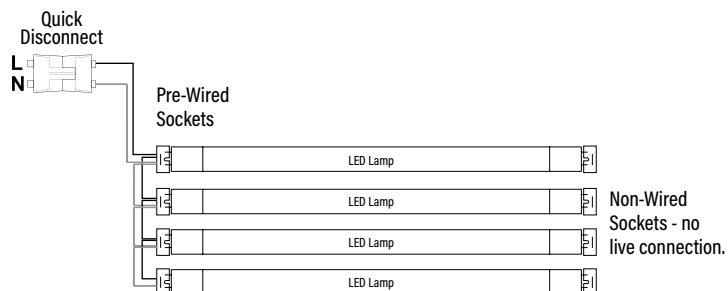 Quick
Disconnect
L
N
Pre-Wired
Sockets
LED Lamp
LED Lamp
LED Lamp
LED Lamp
Non-Wired
Sockets - no
live connection.